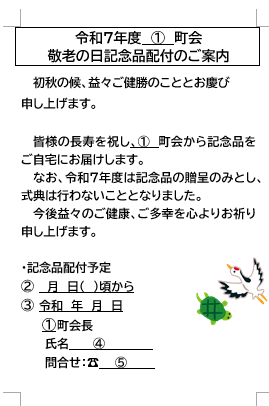 令和７年度 ① 町会
敬老の日記念品配付のご案内
初秋の候、益々ご健勝のこととお慶び
申し上げます。
皆様の長寿を祝し、① 町会から記念品を
ご自宅にお届けします。
なお、令和７年度は記念品の贈呈のみとし、
式典は行わないこととなりました。
今後益々のご健康、ご多幸を心よりお祈り
申し上げます。
・記念品配付予定
② 月 日( )頃から
③ 令和 年 月 日
①町会長
氏名 ④
問合せ：☎ ⑤